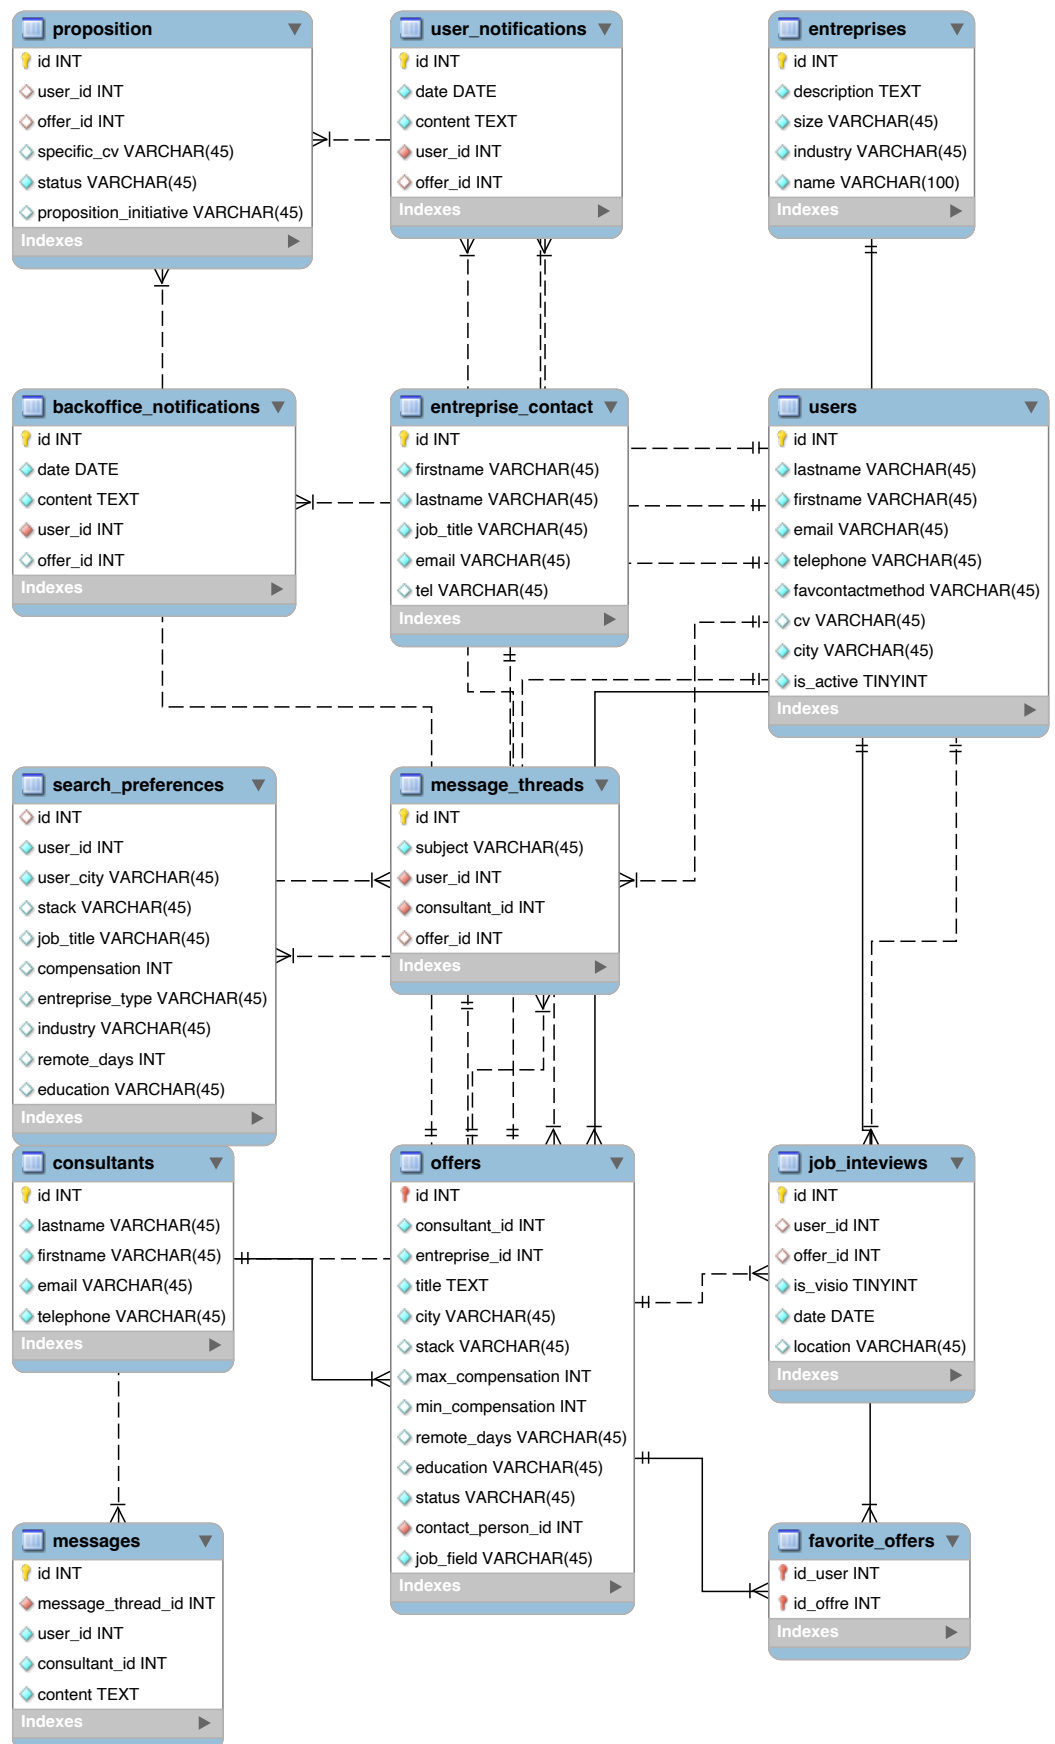 proposition
id INT
user_id INT
offer_id INT
specific_cv VARCHAR(45)
status VARCHAR(45)
proposition_initiative VARCHAR(45)
Indexes
user_notifications
id INT
date DATE
content TEXT
user_id INT
offer_id INT
Indexes
entreprises
id INT
description TEXT
size VARCHAR(45)
industry VARCHAR(45)
name VARCHAR(100)
Indexes
backoffice_notifications
id INT
date DATE
content TEXT
user_id INT
offer_id INT
Indexes
entreprise_contact
id INT
firstname VARCHAR(45)
lastname VARCHAR(45)
job_title VARCHAR(45)
email VARCHAR(45)
tel VARCHAR(45)
Indexes
users
id INT
lastname VARCHAR(45)
firstname VARCHAR(45)
email VARCHAR(45)
telephone VARCHAR(45)
favcontactmethod VARCHAR(45)
cv VARCHAR(45)
city VARCHAR(45)
is_active TINYINT
Indexes
search_preferences
id INT
user_id INT
user_city VARCHAR(45)
stack VARCHAR(45)
job_title VARCHAR(45)
compensation INT
entreprise_type VARCHAR(45)
industry VARCHAR(45)
remote_days INT
education VARCHAR(45)
Indexes
message_threads
id INT
subject VARCHAR(45)
user_id INT
consultant_id INT
offer_id INT
Indexes
consultants
id INT
lastname VARCHAR(45)
firstname VARCHAR(45)
email VARCHAR(45)
telephone VARCHAR(45)
Indexes
offers
id INT
consultant_id INT
entreprise_id INT
title TEXT
city VARCHAR(45)
stack VARCHAR(45)
max_compensation INT
min_compensation INT
remote_days VARCHAR(45)
education VARCHAR(45)
status VARCHAR(45)
contact_person_id INT
job_field VARCHAR(45)
Indexes
job_inteviews
id INT
user_id INT
offer_id INT
is_visio TINYINT
date DATE
location VARCHAR(45)
Indexes
messages
id INT
message_thread_id INT
user_id INT
consultant_id INT
content TEXT
Indexes
favorite_offers
id_user INT
id_offre INT
Indexes